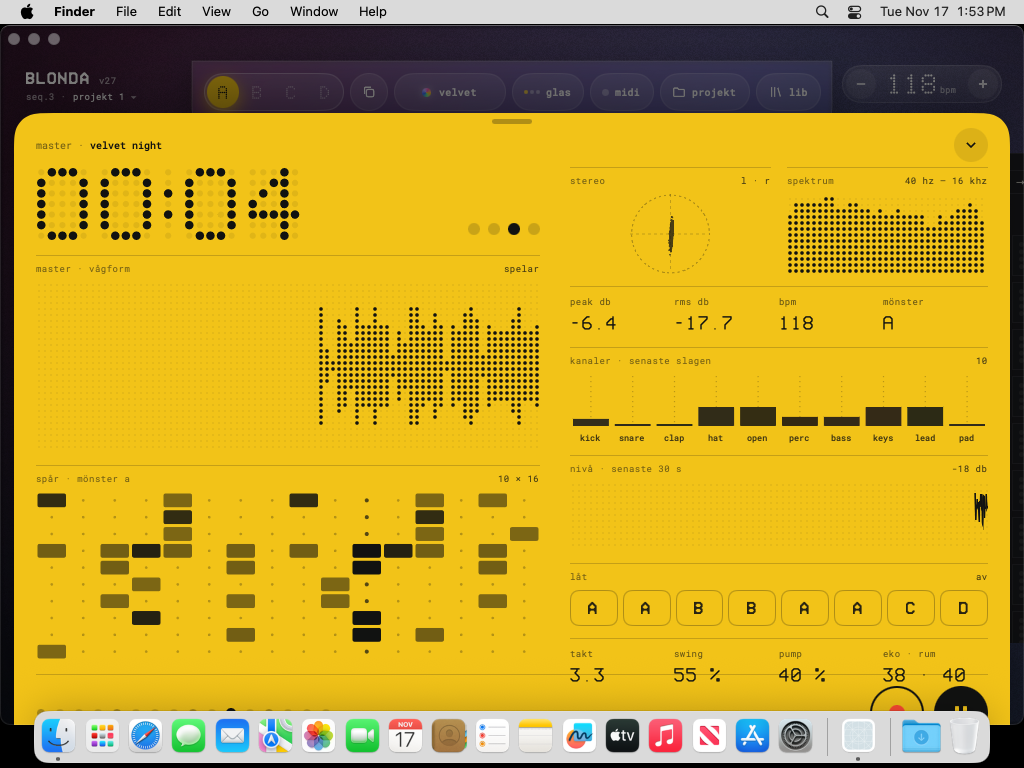 Finder File Edit View Go Window Help Tue Nov 17 1:53 PM
BLONDA v27
seq.3 · projekt 1
A B C D
velvet
glas
midi
projekt
lib
− 118 bpm +
master · velvet night
00:04
stereo l · r
spektrum 40 hz – 16 khz
master · vågform spelar
peak db rms db bpm mönster
-6.4 -17.7 118 A
kanaler · senaste slagen 10
kick snare clap hat open perc bass keys lead pad
nivå · senaste 30 s -18 db
spår · mönster a 10 × 16
låt av
A A B B A A C D
takt swing pump eko · rum
3.3 55 % 40 % 38 · 40
NOV
17
tv